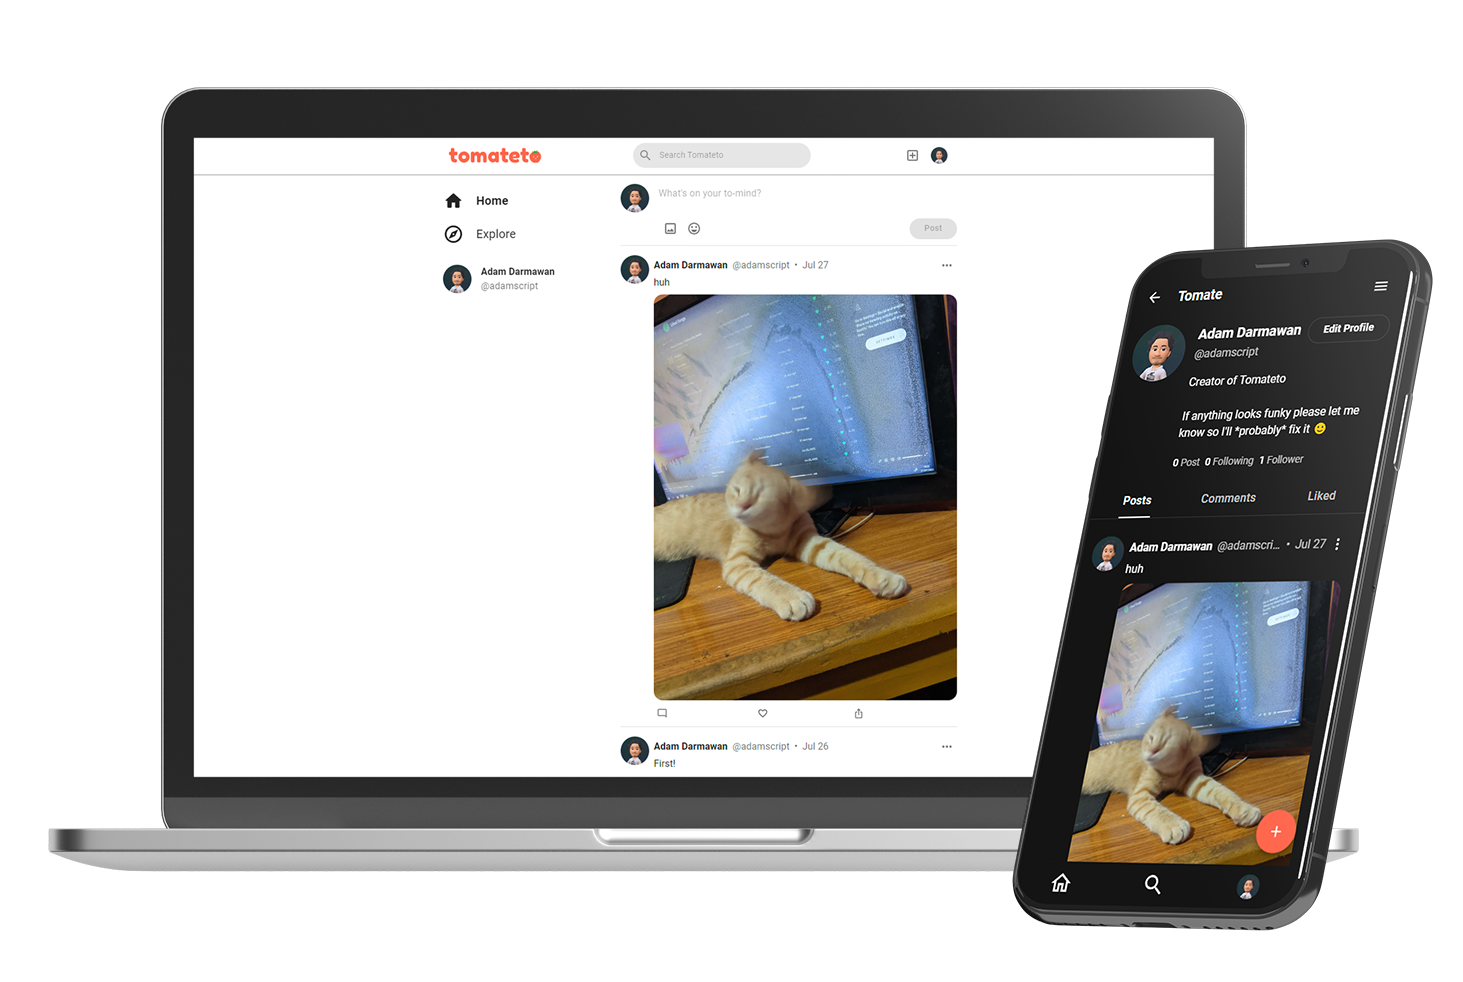 tomateto
Search Tomateto
Home
Explore
Adam Darmawan
@adamscript
What's on your to-mind?
Post
Adam Darmawan @adamscript • Jul 27
huh
Adam Darmawan @adamscript • Jul 26
First!
Tomate
Adam Darmawan
Edit Profile
@adamscript
Creator of Tomateto
If anything looks funky please let me
know so I'll *probably* fix it
0 Post 0 Following 1 Follower
Posts Comments Liked
Adam Darmawan @adamscri... • Jul 27
huh